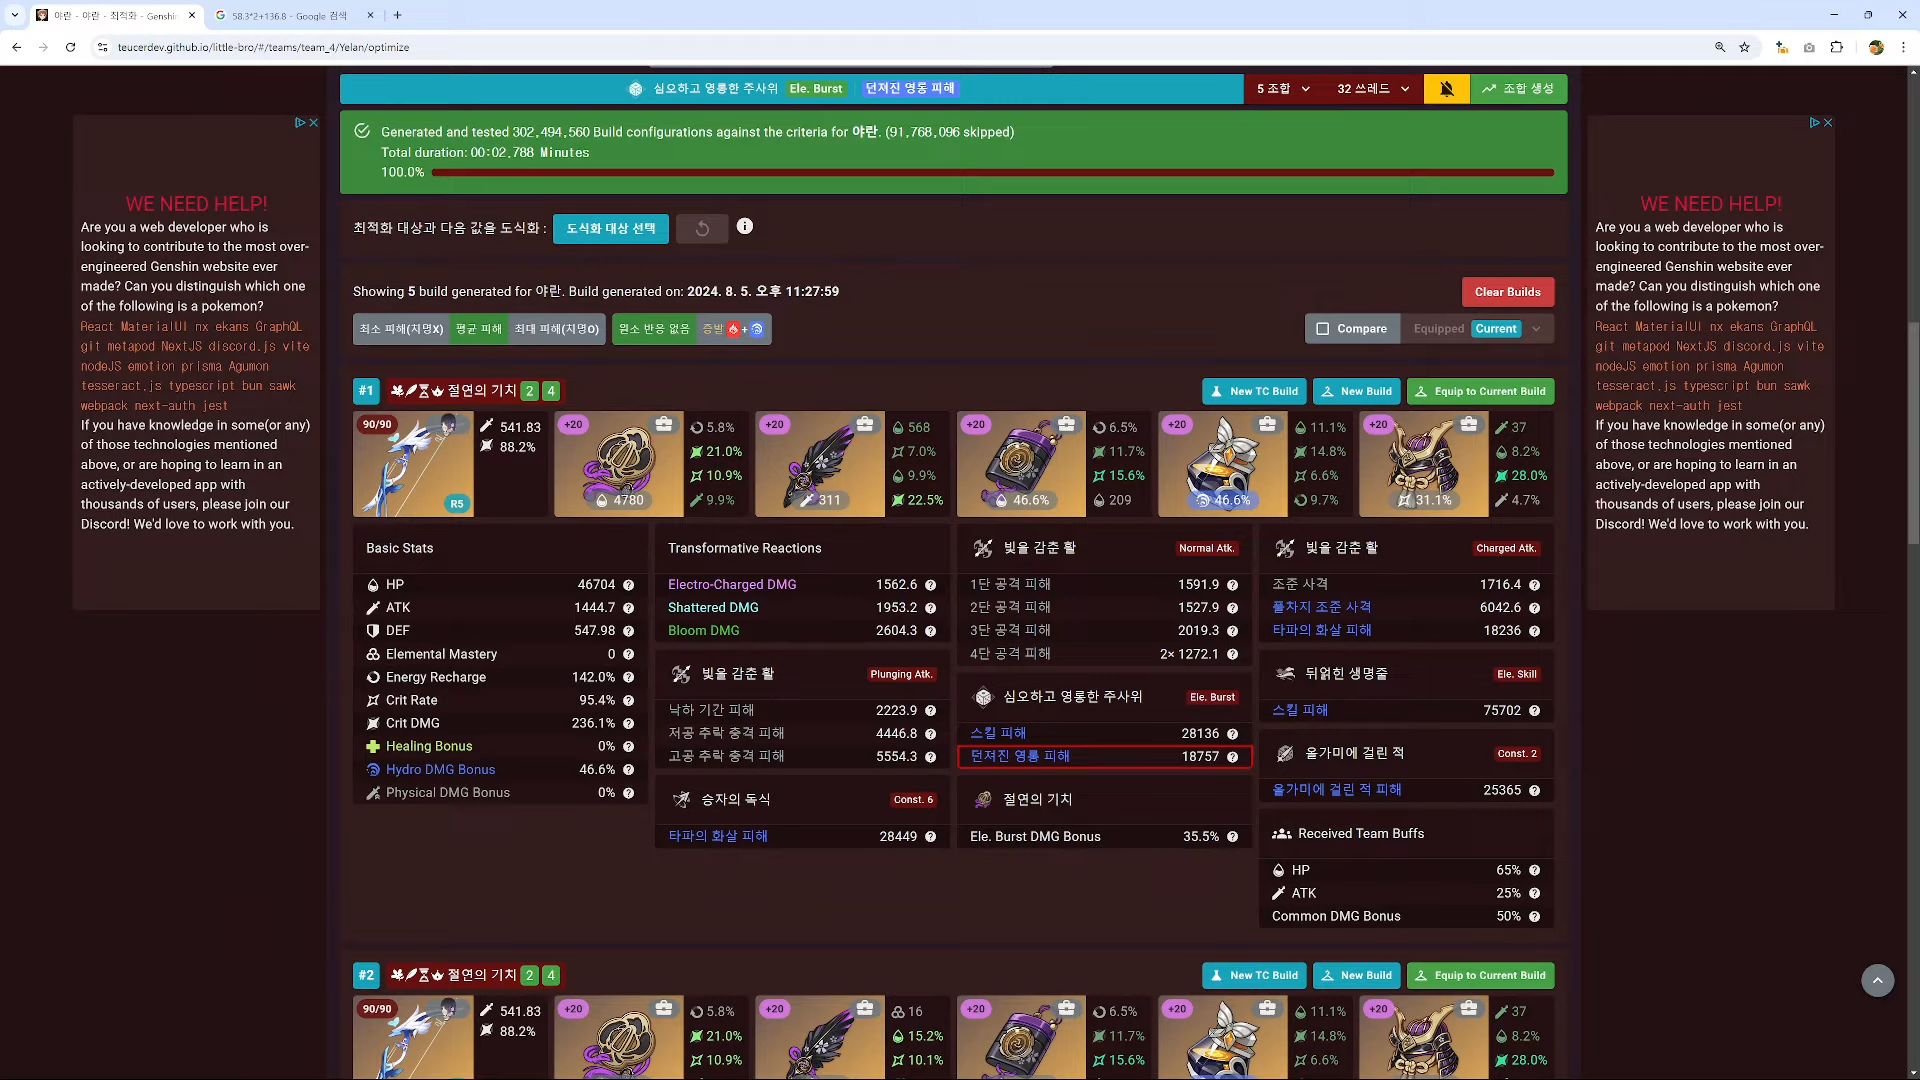 야란 - 야란 - 최적화 - Genshin
58.3*2+136.8 - Google 검색
teucerdev.github.io/little-bro/#/teams/team_4/Yelan/optimize
심오하고 영롱한 주사위 Ele. Burst 던져진 영롱 피해
5 조합
32 쓰레드
조합 생성
Generated and tested 302,494,560 Build configurations against the criteria for 야란. (91,768,096 skipped)
Total duration: 00:02.788 Minutes
100.0%
WE NEED HELP!
Are you a web developer who is
looking to contribute to the most over-
engineered Genshin website ever
made? Can you distinguish which one
of the following is a pokemon?
React MaterialUI nx ekans GraphQL
git metapod NextJS discord.js vite
nodeJS emotion prisma Agumon
tesseract.js typescript bun sawk
webpack next-auth jest
If you have knowledge in some(or any)
of those technologies mentioned
above, or are hoping to learn in an
actively-developed app with
thousands of users, please join our
Discord! We'd love to work with you.
최적화 대상과 다음 값을 도식화 : 도식화 대상 선택
Showing 5 build generated for 야란. Build generated on: 2024. 8. 5. 오후 11:27:59
Clear Builds
최소 피해(치명X) 평균 피해 최대 피해(치명O) 원소 반응 없음 증발 +
Compare Equipped Current
#1 절연의 기치 2 4
New TC Build New Build Equip to Current Build
90/90
R5
541.83
88.2%
+20
4780
5.8%
21.0%
10.9%
9.9%
+20
311
568
7.0%
9.9%
22.5%
+20
46.6%
6.5%
11.7%
15.6%
209
+20
46.6%
11.1%
14.8%
6.6%
9.7%
+20
31.1%
37
8.2%
28.0%
4.7%
Basic Stats
HP 46704
ATK 1444.7
DEF 547.98
Elemental Mastery 0
Energy Recharge 142.0%
Crit Rate 95.4%
Crit DMG 236.1%
Healing Bonus 0%
Hydro DMG Bonus 46.6%
Physical DMG Bonus 0%
Transformative Reactions
Electro-Charged DMG 1562.6
Shattered DMG 1953.2
Bloom DMG 2604.3
빛을 감춘 활 Plunging Atk.
낙하 기간 피해 2223.9
저공 추락 충격 피해 4446.8
고공 추락 충격 피해 5554.3
승자의 독식 Const. 6
타파의 화살 피해 28449
빛을 감춘 활 Normal Atk.
1단 공격 피해 1591.9
2단 공격 피해 1527.9
3단 공격 피해 2019.3
4단 공격 피해 2× 1272.1
심오하고 영롱한 주사위 Ele. Burst
스킬 피해 28136
던져진 영롱 피해 18757
절연의 기치
Ele. Burst DMG Bonus 35.5%
빛을 감춘 활 Charged Atk.
조준 사격 1716.4
풀차지 조준 사격 6042.6
타파의 화살 피해 18236
뒤얽힌 생명줄 Ele. Skill
스킬 피해 75702
올가미에 걸린 적 Const. 2
올가미에 걸린 적 피해 25365
Received Team Buffs
HP 65%
ATK 25%
Common DMG Bonus 50%
WE NEED HELP!
Are you a web developer who is
looking to contribute to the most over-
engineered Genshin website ever
made? Can you distinguish which one
of the following is a pokemon?
React MaterialUI nx ekans GraphQL
git metapod NextJS discord.js vite
nodeJS emotion prisma Agumon
tesseract.js typescript bun sawk
webpack next-auth jest
If you have knowledge in some(or any)
of those technologies mentioned
above, or are hoping to learn in an
actively-developed app with
thousands of users, please join our
Discord! We'd love to work with you.
#2 절연의 기치 2 4
New TC Build New Build Equip to Current Build
90/90
541.83
88.2%
+20
5.8%
21.0%
10.9%
+20
16
15.2%
10.1%
+20
6.5%
11.7%
15.6%
+20
11.1%
14.8%
6.6%
+20
37
8.2%
28.0%